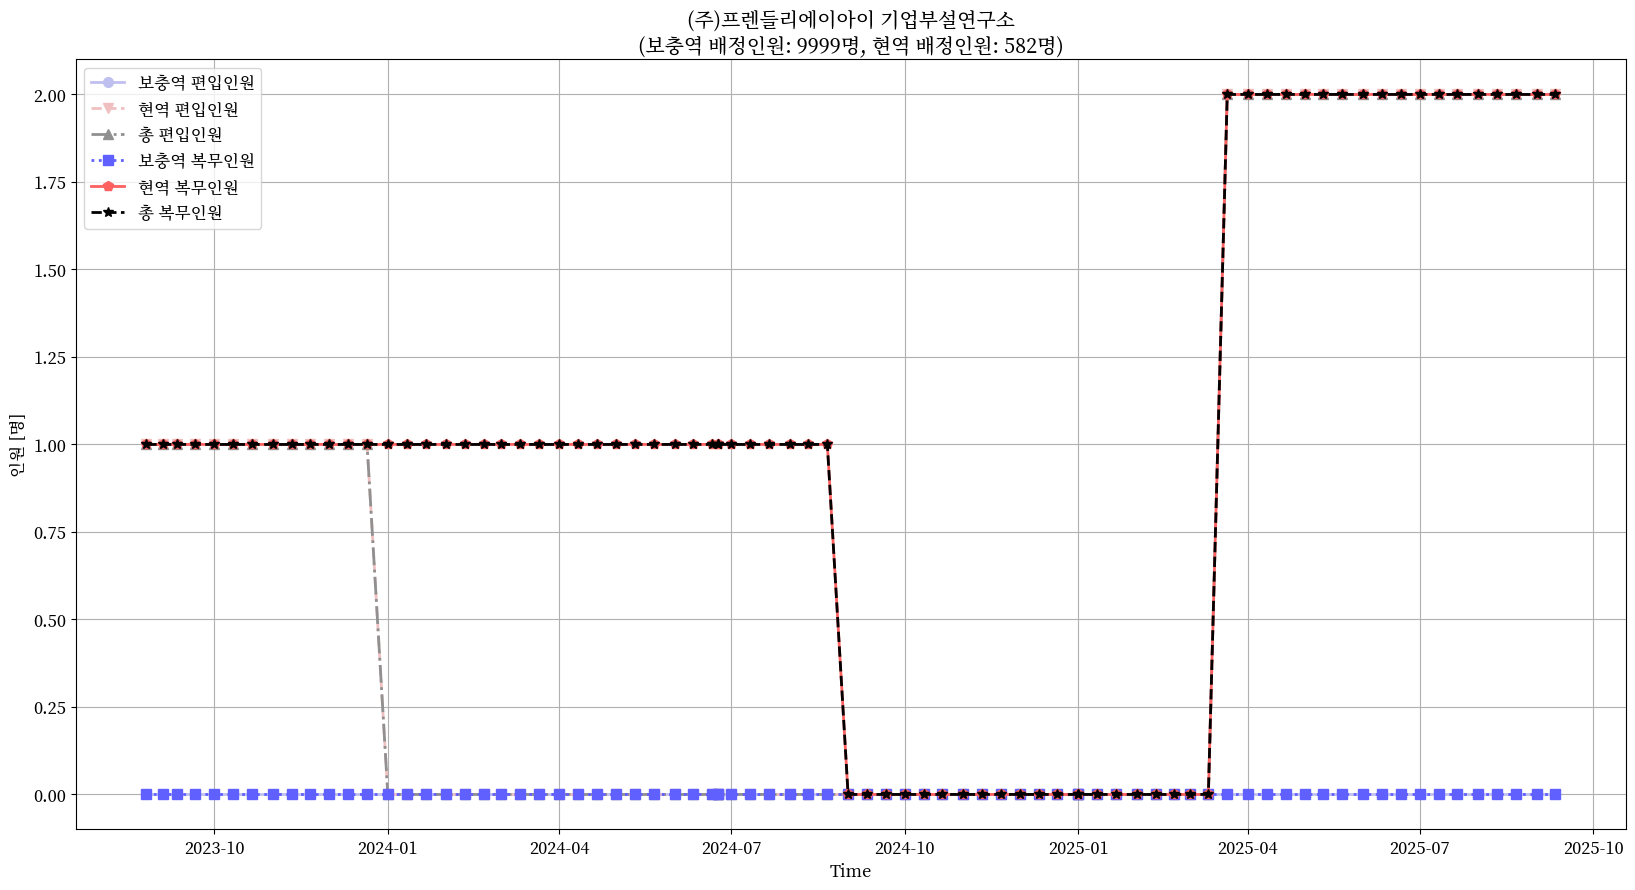 (주)프렌들리에이아이 기업부설연구소
(보충역 배정인원: 9999명, 현역 배정인원: 582명)
보충역 편입인원
현역 편입인원
총 편입인원
보충역 복무인원
현역 복무인원
총 복무인원
2.00
1.75
1.50
1.25
1.00
0.75
0.50
0.25
0.00
인원 [명]
2023-10
2024-01
2024-04
2024-07
2024-10
2025-01
2025-04
2025-07
2025-10
Time